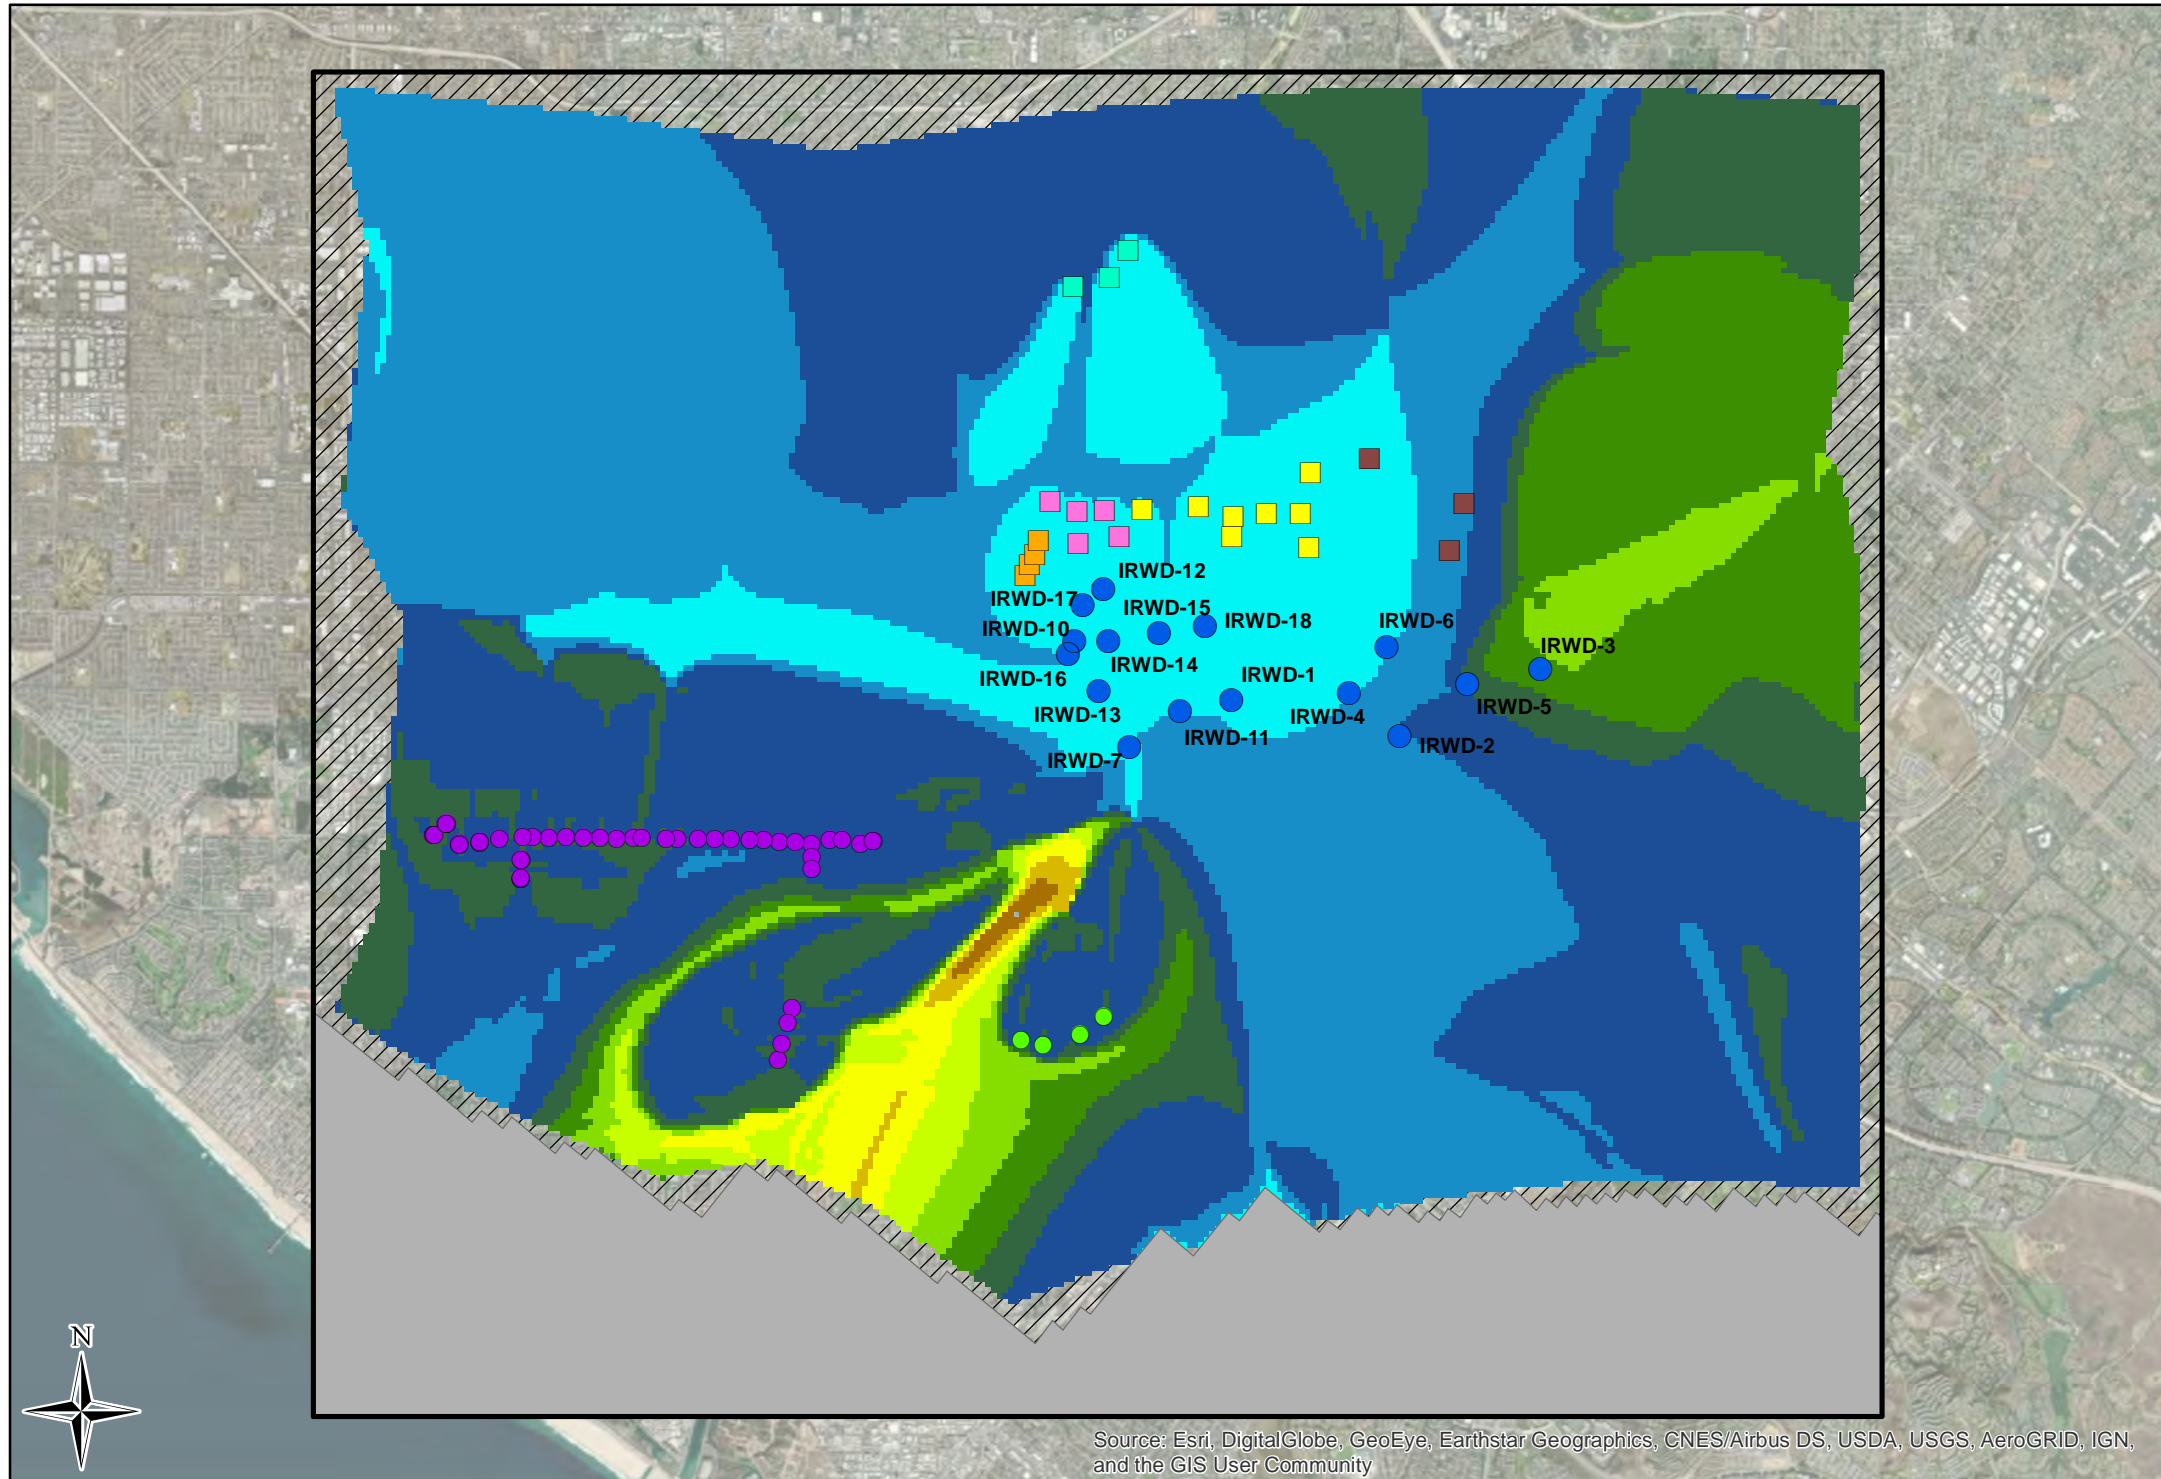 IRWD-12
IRWD-17
IRWD-15
IRWD-18
IRWD-6
IRWD-10
IRWD-3
IRWD-14
IRWD-16
IRWD-1
IRWD-5
IRWD-13
IRWD-4
IRWD-11
IRWD-2
IRWD-7
N
Source: Esri, DigitalGlobe, GeoEye, Earthstar Geographics, CNES/Airbus DS, USDA, USGS, AeroGRID, IGN,
and the GIS User Community